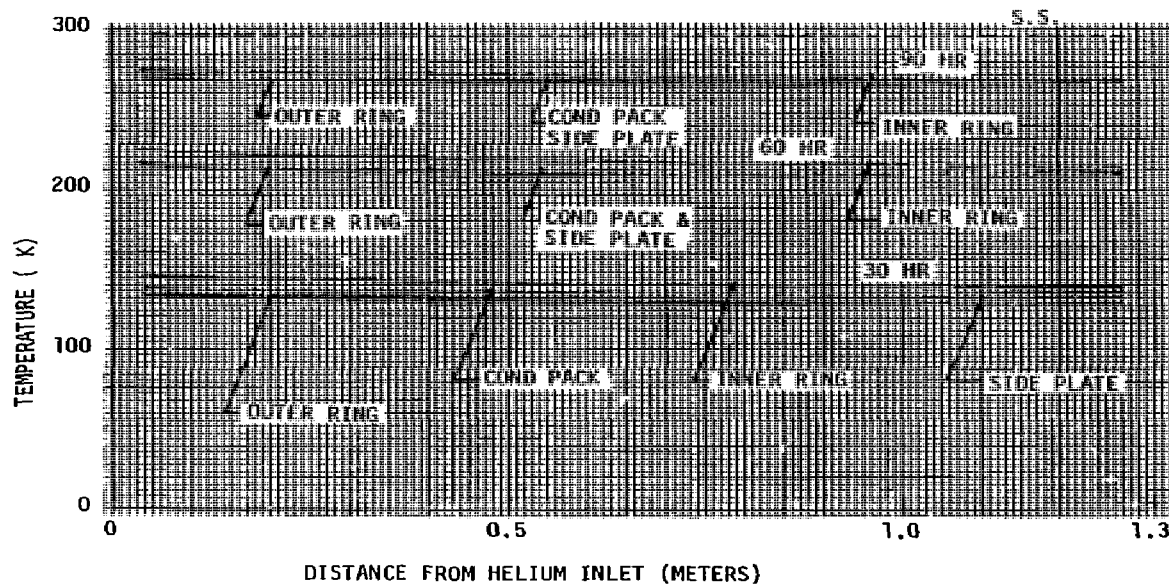 S.S.
300
90 HR
OUTER RING
COND PACK
SIDE PLATE
INNER RING
60 HR
200
OUTER RING
COND PACK &
SIDE PLATE
INNER RING
30 HR
TEMPERATURE ( K)
100
COND PACK
INNER RING
SIDE PLATE
OUTER RING
0
0
0.5
1.0
1.3
DISTANCE FROM HELIUM INLET (METERS)